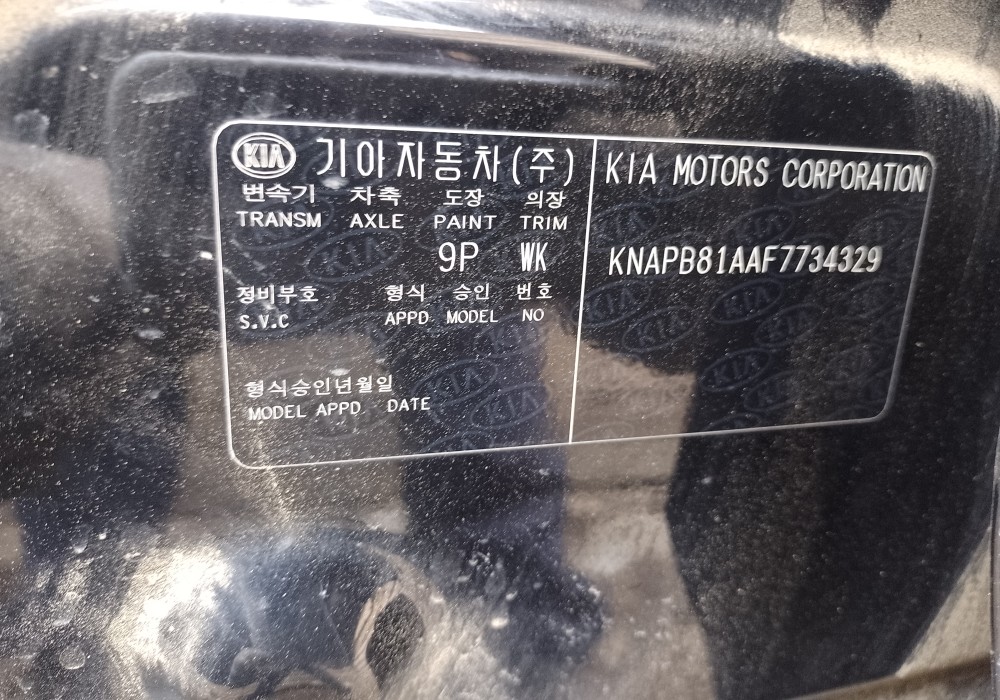 KIA 기아자동차(주)
변속기 차축 도장 의장
TRANSM AXLE PAINT TRIM
9P WK
정비부호 형식 승인 번호
S.V.C APPD MODEL NO
형식승인년월일
MODEL APPD DATE
KIA MOTORS CORPORATION
KNAPB81AAF7734329